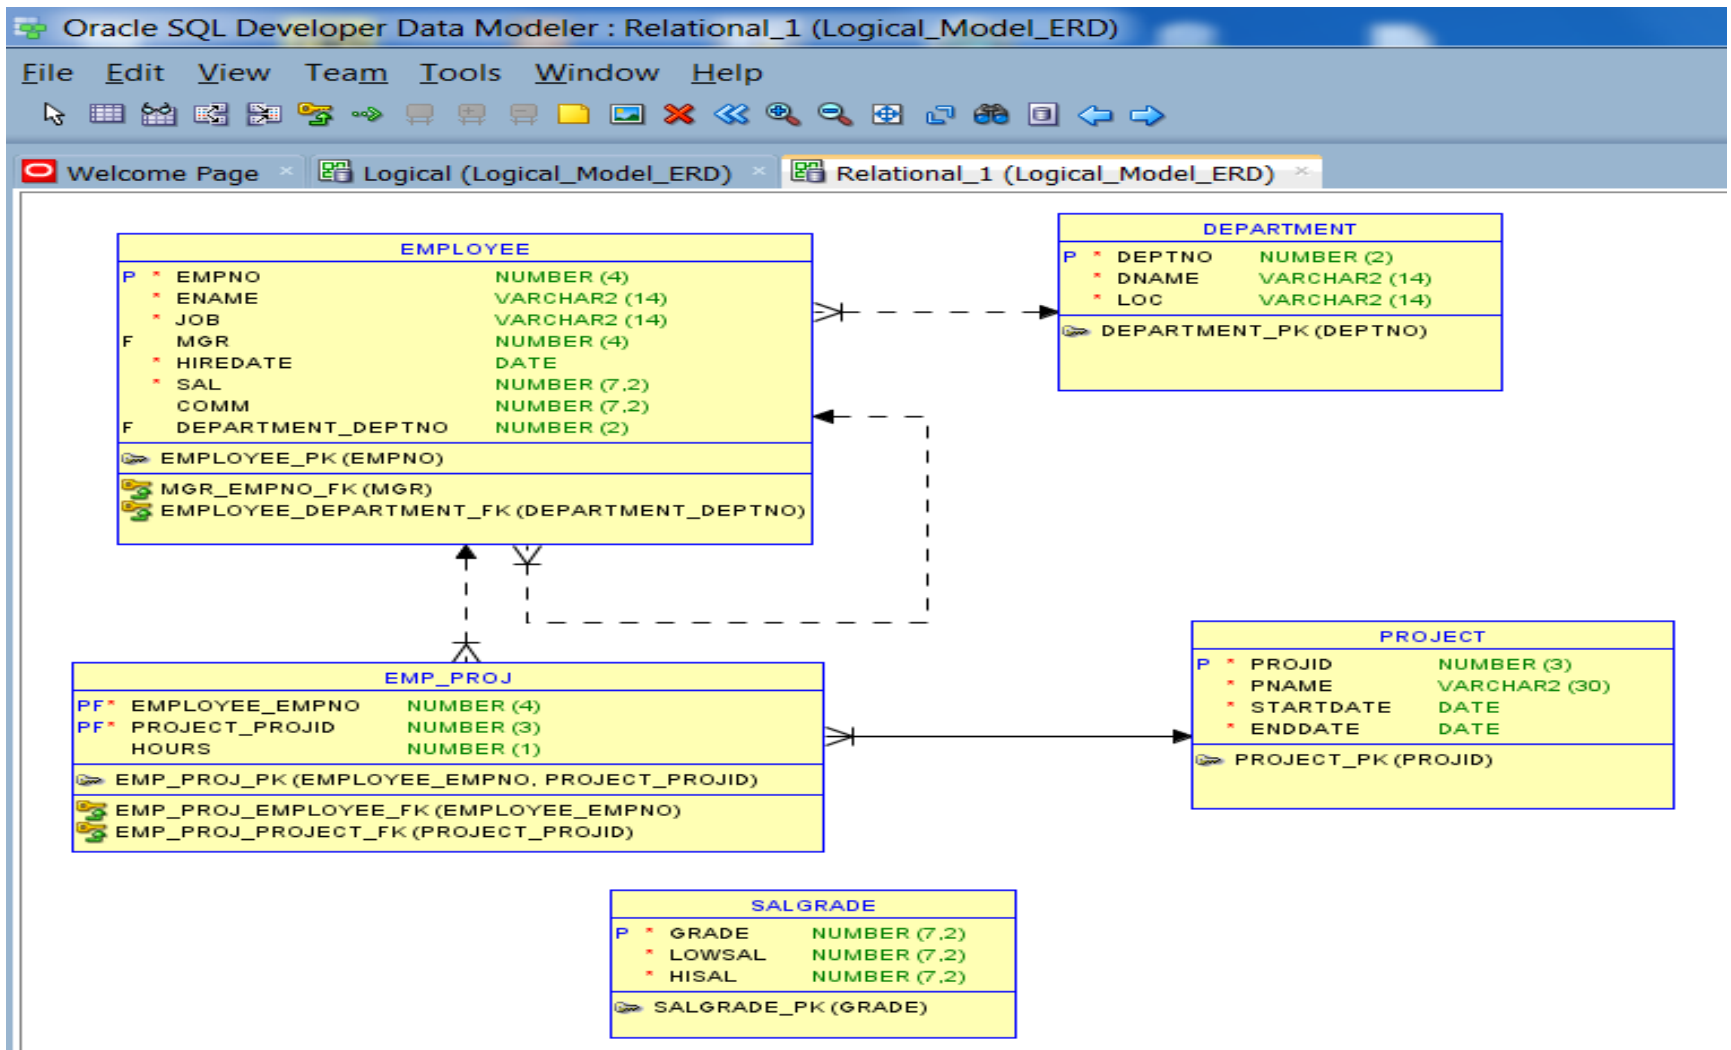 Oracle SQL Developer Data Modeler : Relational_1 (Logical_Model_ERD)
File Edit View Team Tools Window Help
Welcome Page × Logical (Logical_Model_ERD) × Relational_1 (Logical_Model_ERD) ×
EMPLOYEE
P * EMPNO NUMBER (4)
* ENAME VARCHAR2 (14)
* JOB VARCHAR2 (14)
F MGR NUMBER (4)
* HIREDATE DATE
* SAL NUMBER (7,2)
COMM NUMBER (7,2)
F DEPARTMENT_DEPTNO NUMBER (2)
EMPLOYEE_PK (EMPNO)
MGR_EMPNO_FK (MGR)
EMPLOYEE_DEPARTMENT_FK (DEPARTMENT_DEPTNO)
DEPARTMENT
P * DEPTNO NUMBER (2)
* DNAME VARCHAR2 (14)
* LOC VARCHAR2 (14)
DEPARTMENT_PK (DEPTNO)
EMP_PROJ
PF* EMPLOYEE_EMPNO NUMBER (4)
PF* PROJECT_PROJID NUMBER (3)
HOURS NUMBER (1)
EMP_PROJ_PK (EMPLOYEE_EMPNO, PROJECT_PROJID)
EMP_PROJ_EMPLOYEE_FK (EMPLOYEE_EMPNO)
EMP_PROJ_PROJECT_FK (PROJECT_PROJID)
PROJECT
P * PROJID NUMBER (3)
* PNAME VARCHAR2 (30)
* STARTDATE DATE
* ENDDATE DATE
PROJECT_PK (PROJID)
SALGRADE
P * GRADE NUMBER (7,2)
* LOWSAL NUMBER (7,2)
* HISAL NUMBER (7,2)
SALGRADE_PK (GRADE)